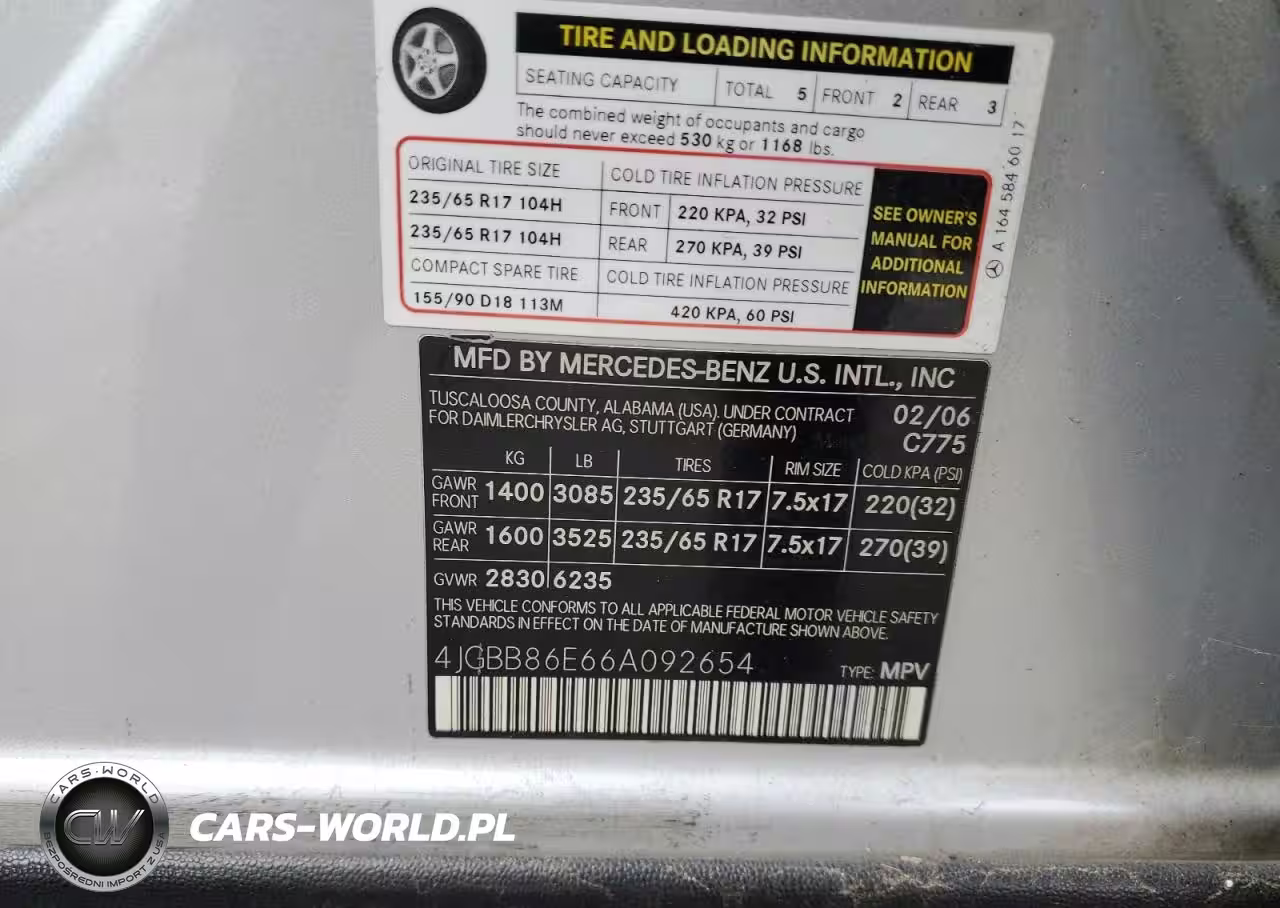 TIRE AND LOADING INFORMATION
SEATING CAPACITY TOTAL 5 FRONT 2 REAR 3
The combined weight of occupants and cargo
should never exceed 530 kg or 1168 lbs.
ORIGINAL TIRE SIZE COLD TIRE INFLATION PRESSURE
235/65 R17 104H FRONT 220 KPA, 32 PSI
235/65 R17 104H REAR 270 KPA, 39 PSI
COMPACT SPARE TIRE COLD TIRE INFLATION PRESSURE
155/90 D18 113M 420 KPA, 60 PSI
SEE OWNER'S
MANUAL FOR
ADDITIONAL
INFORMATION
A 164 584 60 17
MFD BY MERCEDES-BENZ U.S. INTL., INC
TUSCALOOSA COUNTY, ALABAMA (USA). UNDER CONTRACT
FOR DAIMLERCHRYSLER AG, STUTTGART (GERMANY)
02/06
C775
KG LB TIRES RIM SIZE COLD KPA (PSI)
GAWR FRONT 1400 3085 235/65 R17 7.5x17 220(32)
GAWR REAR 1600 3525 235/65 R17 7.5x17 270(39)
GVWR 2830 6235
THIS VEHICLE CONFORMS TO ALL APPLICABLE FEDERAL MOTOR VEHICLE SAFETY
STANDARDS IN EFFECT ON THE DATE OF MANUFACTURE SHOWN ABOVE.
4JGBB86E66A092654 TYPE: MPV
CARS-WORLD
CW
BEZPOŚREDNI IMPORT Z USA
CARS-WORLD.PL